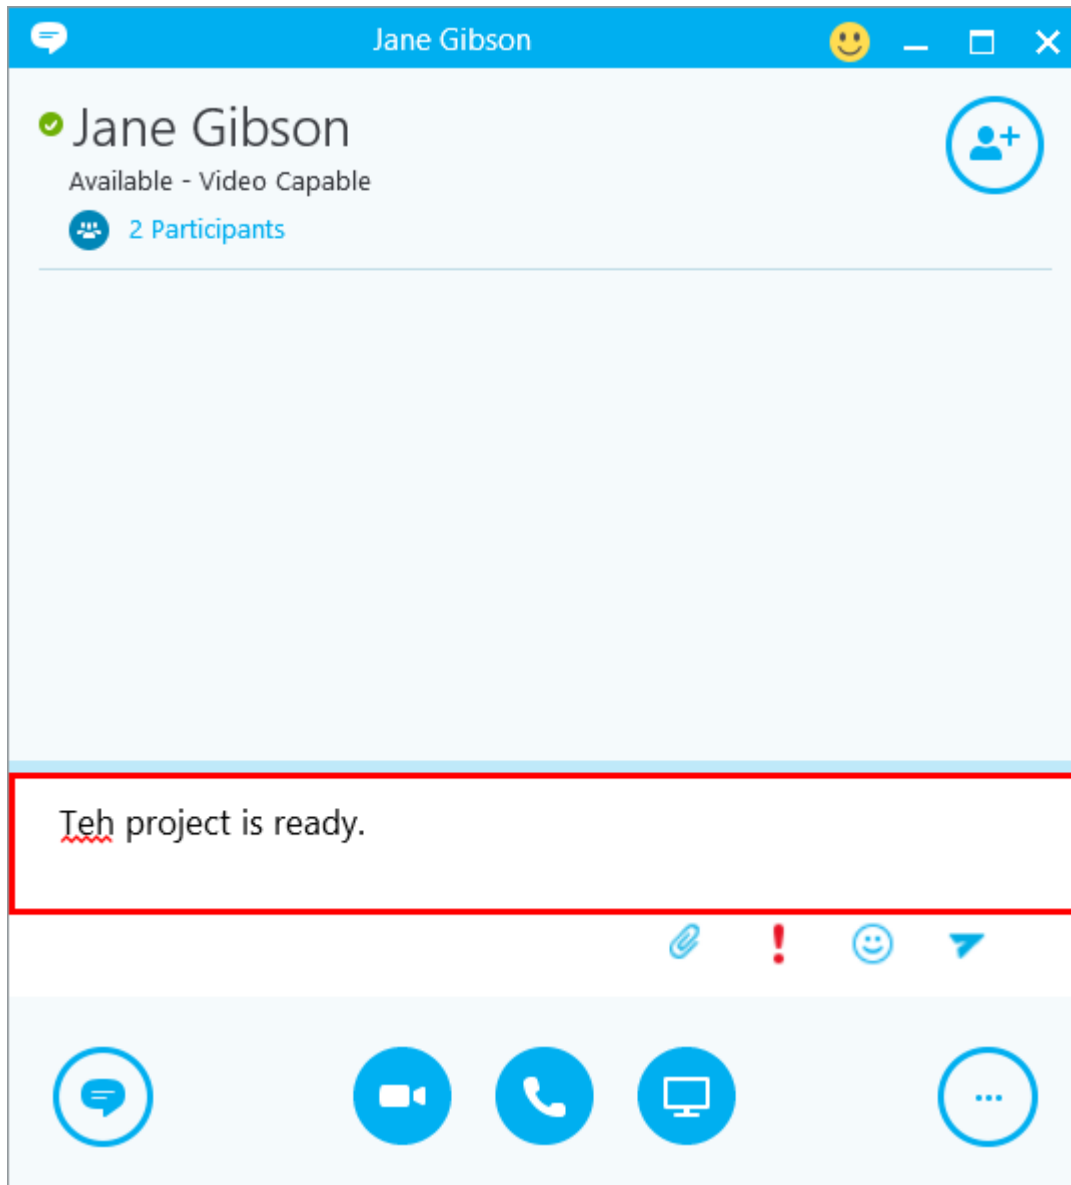 Jane Gibson
Jane Gibson
Available - Video Capable
2 Participants
Teh project is ready.